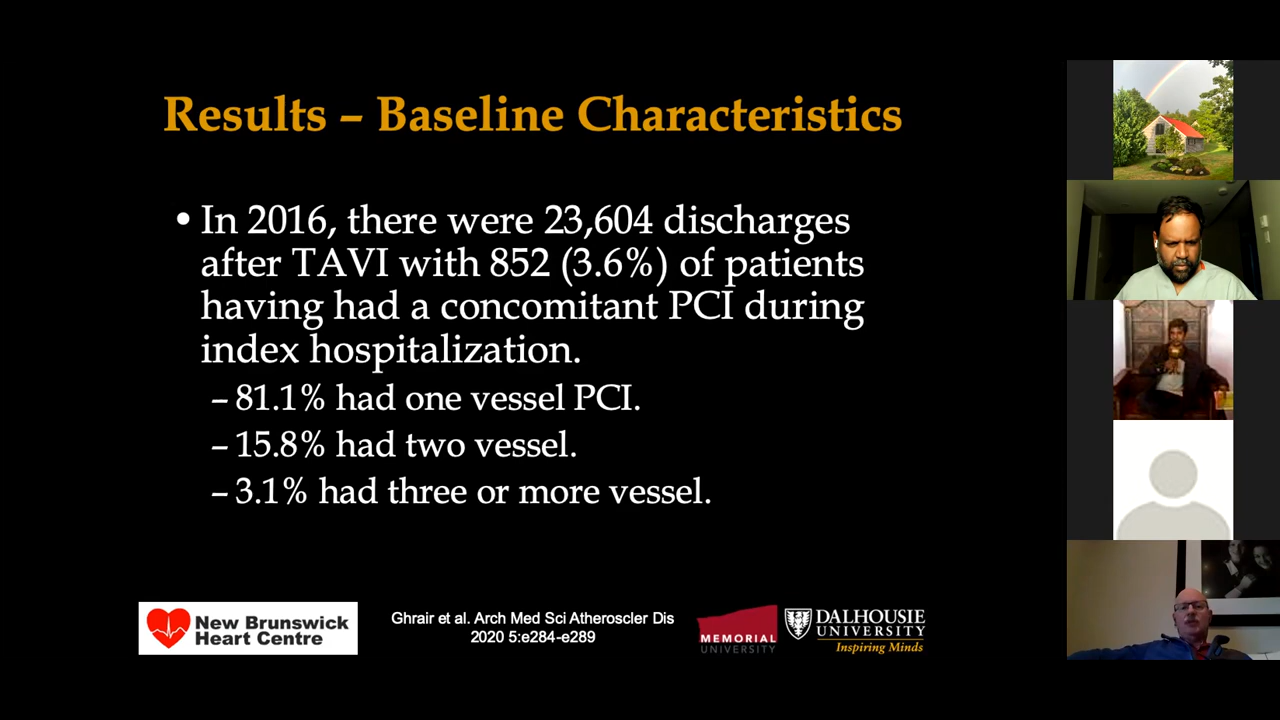 Results – Baseline Characteristics
• In 2016, there were 23,604 discharges
after TAVI with 852 (3.6%) of patients
having had a concomitant PCI during
index hospitalization.
– 81.1% had one vessel PCI.
– 15.8% had two vessel.
– 3.1% had three or more vessel.
New Brunswick
Heart Centre
Ghrair et al. Arch Med Sci Atheroscler Dis
2020 5:e284-e289
MEMORIAL
UNIVERSITY
DALHOUSIE
UNIVERSITY
Inspiring Minds